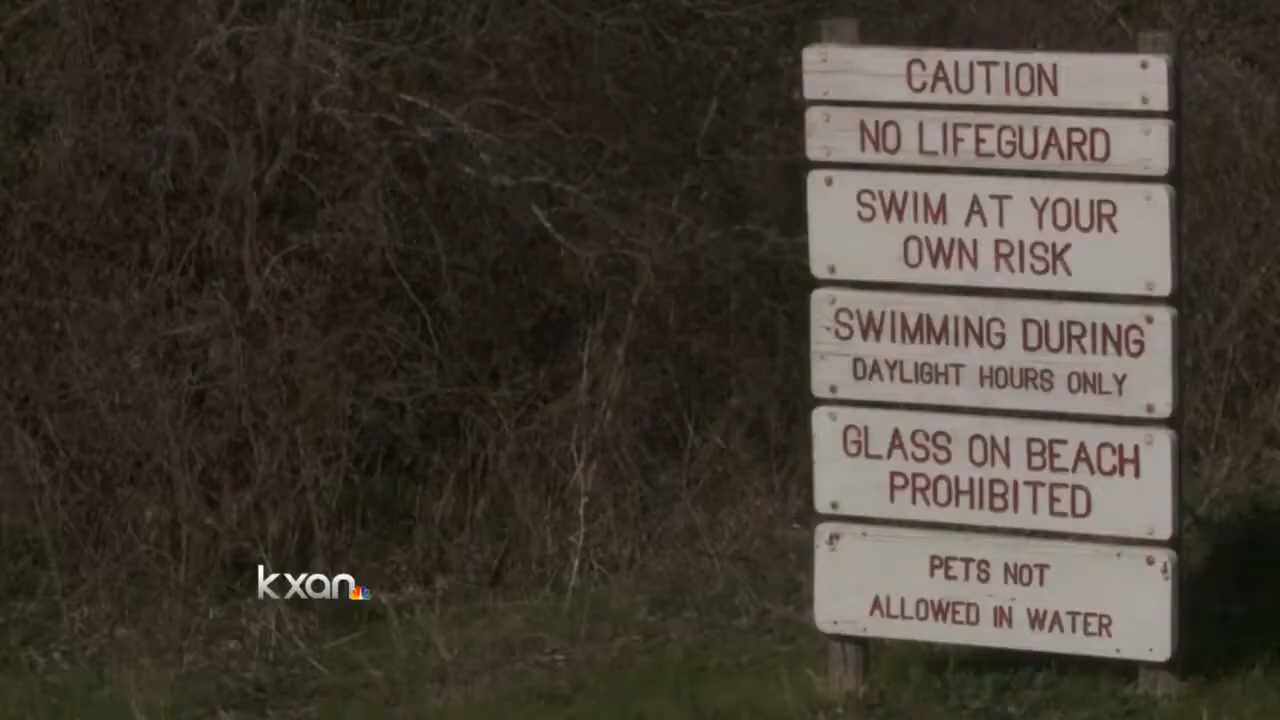 CAUTION
NO LIFEGUARD
SWIM AT YOUR
OWN RISK
SWIMMING DURING
DAYLIGHT HOURS ONLY
GLASS ON BEACH
PROHIBITED
PETS NOT
ALLOWED IN WATER
kxan